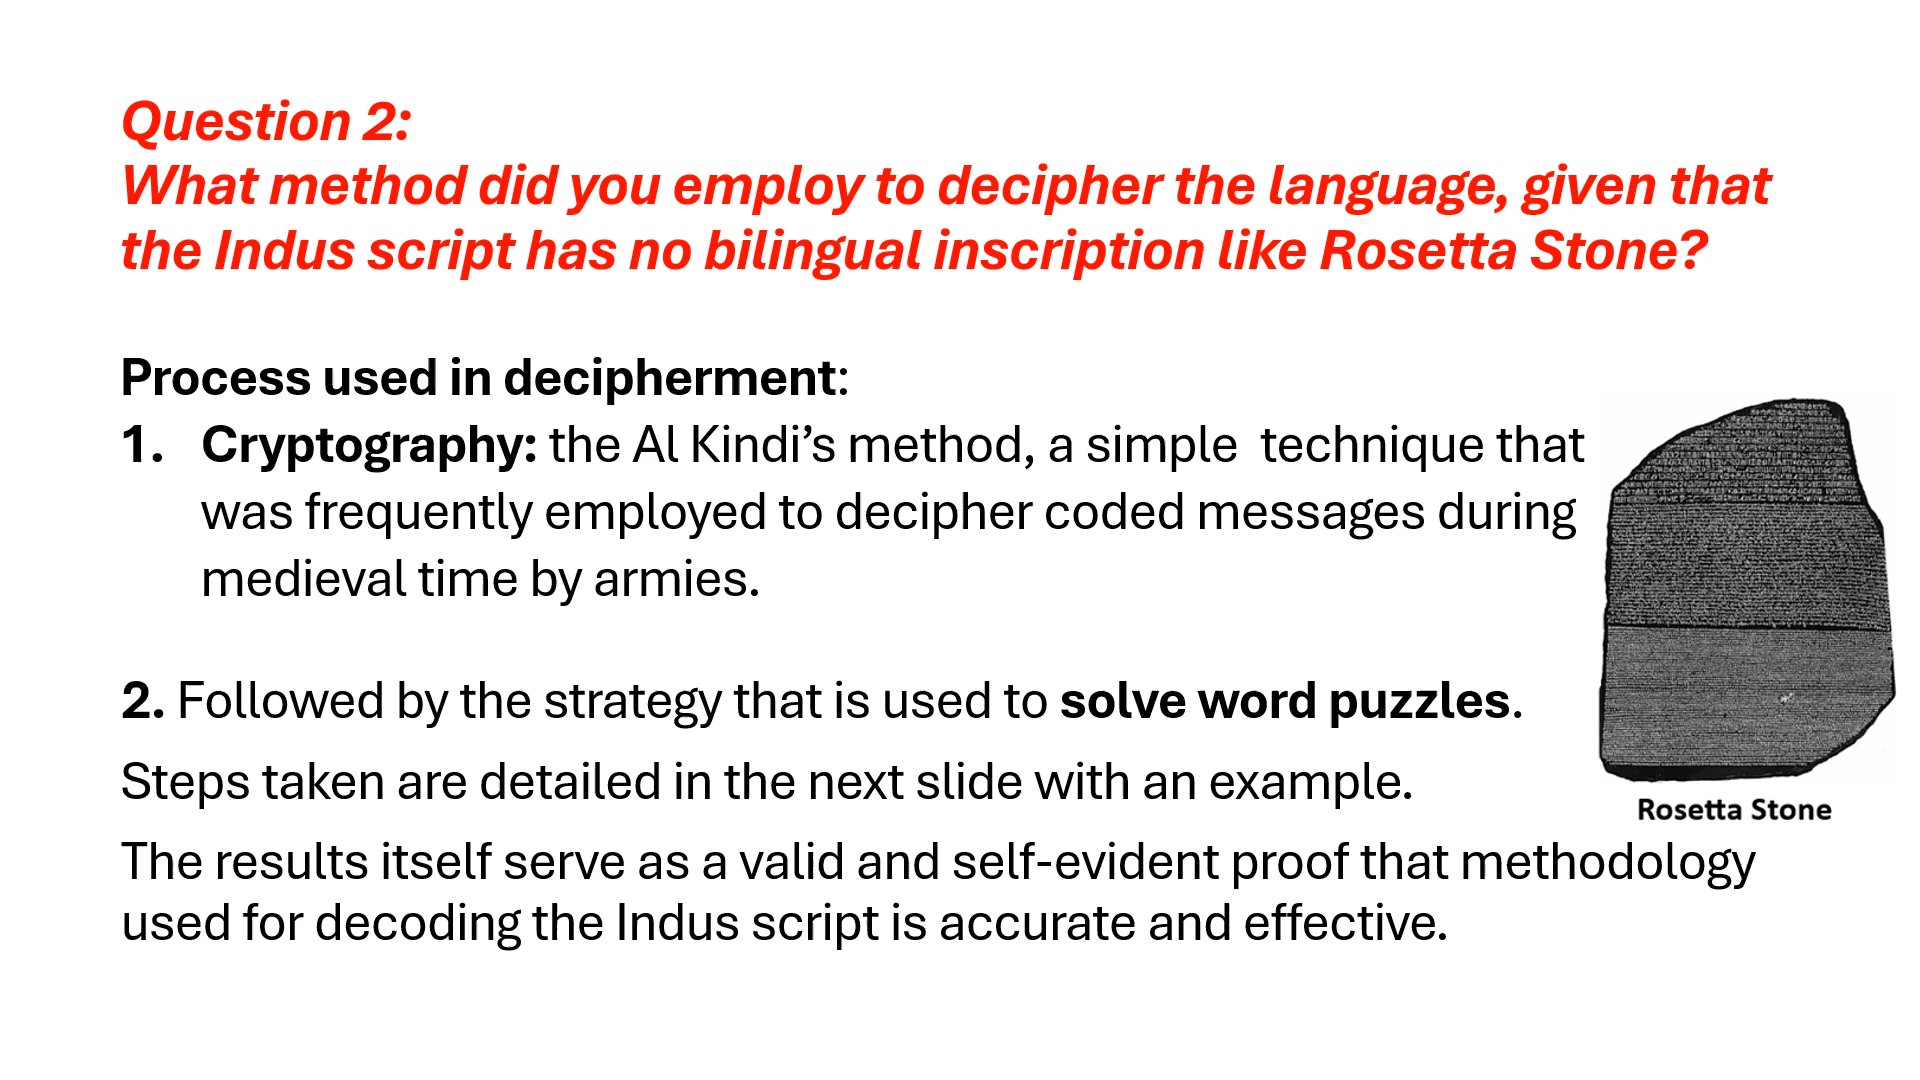 Question 2:
What method did you employ to decipher the language, given that
the Indus script has no bilingual inscription like Rosetta Stone?
Process used in decipherment:
1. Cryptography: the Al Kindi’s method, a simple technique that
was frequently employed to decipher coded messages during
medieval time by armies.
2. Followed by the strategy that is used to solve word puzzles.
Steps taken are detailed in the next slide with an example.
Rosetta Stone
The results itself serve as a valid and self-evident proof that methodology
used for decoding the Indus script is accurate and effective.